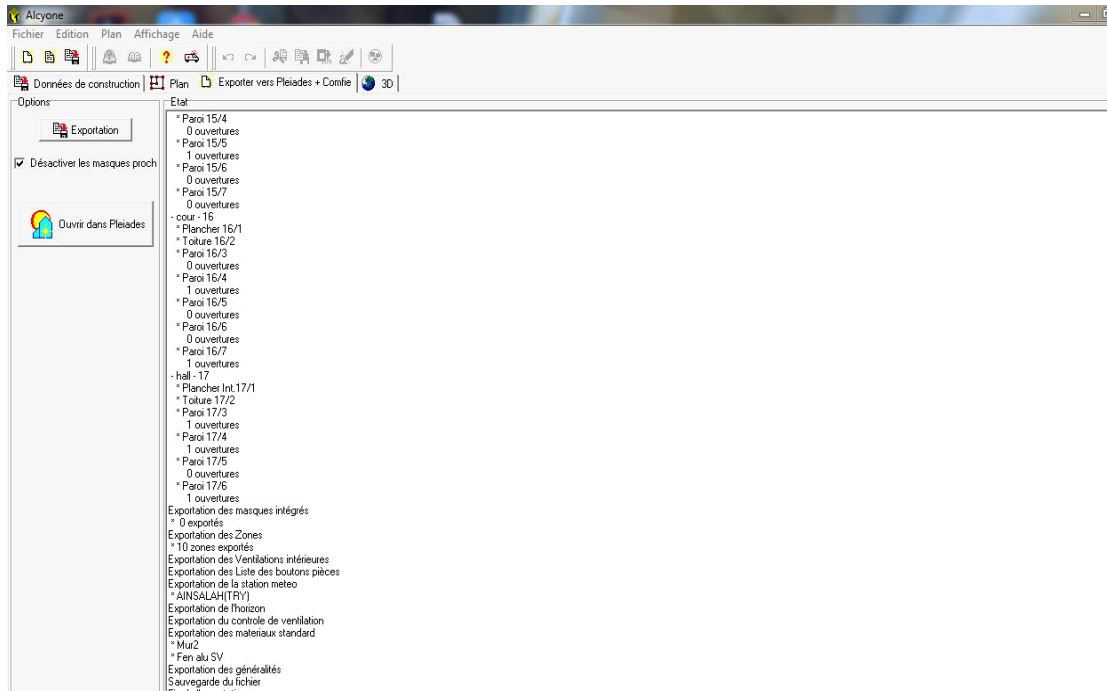 Alcyone
Fichier Edition Plan Affichage Aide
Données de construction Plan Exporter vers Pleiades + Comfie 3D
Options
Exportation
Désactiver les masques proch
Ouvrir dans Pleiades
Etat
* Paroi 15/4
0 ouvertures
* Paroi 15/5
1 ouvertures
* Paroi 15/6
0 ouvertures
* Paroi 15/7
0 ouvertures
- cour - 16
* Plancher 16/1
* Toiture 16/2
* Paroi 16/3
0 ouvertures
* Paroi 16/4
1 ouvertures
* Paroi 16/5
0 ouvertures
* Paroi 16/6
0 ouvertures
* Paroi 16/7
1 ouvertures
- hall - 17
* Plancher Int.17/1
* Toiture 17/2
* Paroi 17/3
1 ouvertures
* Paroi 17/4
1 ouvertures
* Paroi 17/5
0 ouvertures
* Paroi 17/6
1 ouvertures
Exportation des masques intégrés
* 0 exportés
Exportation des Zones
* 10 zones exportés
Exportation des Ventilations intérieures
Exportation des Liste des boutons pièces
Exportation de la station meteo
* AINSALAH(TRY)
Exportation de l'horizon
Exportation du controle de ventilation
Exportation des materiaux standard
* Mur2
* Fen alu SV
Exportation des généralités
Sauvegarde du fichier